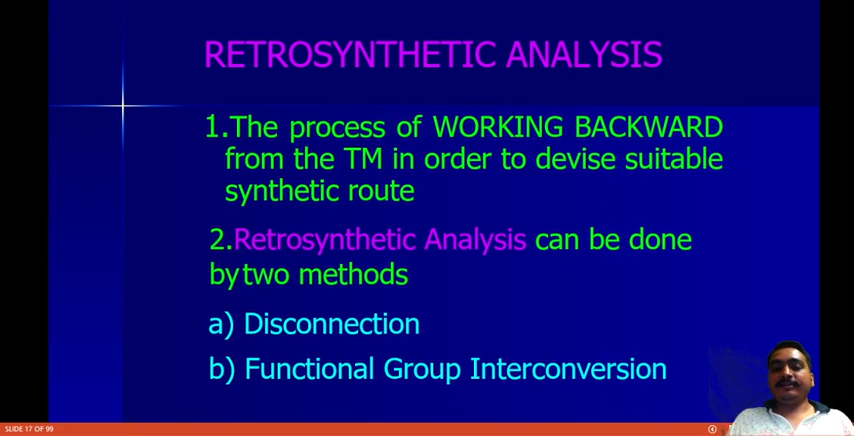 RETROSYNTHETIC ANALYSIS
1.The process of WORKING BACKWARD
from the TM in order to devise suitable
synthetic route
2.Retrosynthetic Analysis can be done
by two methods
a) Disconnection
b) Functional Group Interconversion
SLIDE 17 OF 99